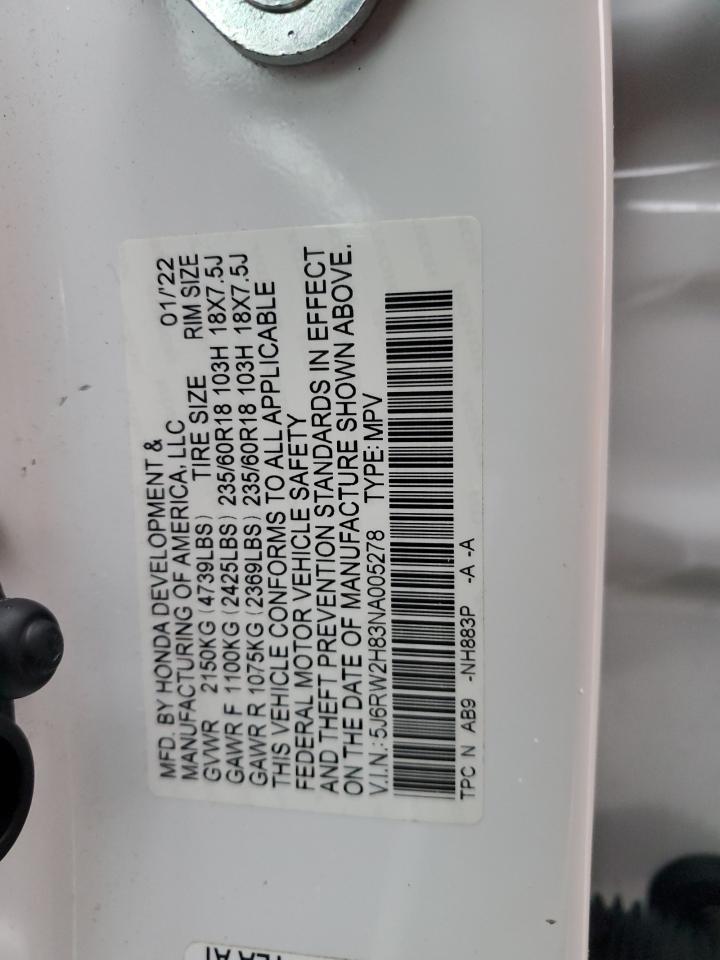 MFD. BY HONDA DEVELOPMENT &
MANUFACTURING OF AMERICA, LLC 01/'22
GVWR 2150KG (4739LBS) TIRE SIZE RIM SIZE
GAWR F 1100KG (2425LBS) 235/60R18 103H 18X7.5J
GAWR R 1075KG (2369LBS) 235/60R18 103H 18X7.5J
THIS VEHICLE CONFORMS TO ALL APPLICABLE
FEDERAL MOTOR VEHICLE SAFETY
AND THEFT PREVENTION STANDARDS IN EFFECT
ON THE DATE OF MANUFACTURE SHOWN ABOVE.
V.I.N.: 5J6RW2H83NA005278 TYPE: MPV
TPC N AB9 -NH883P -A -A